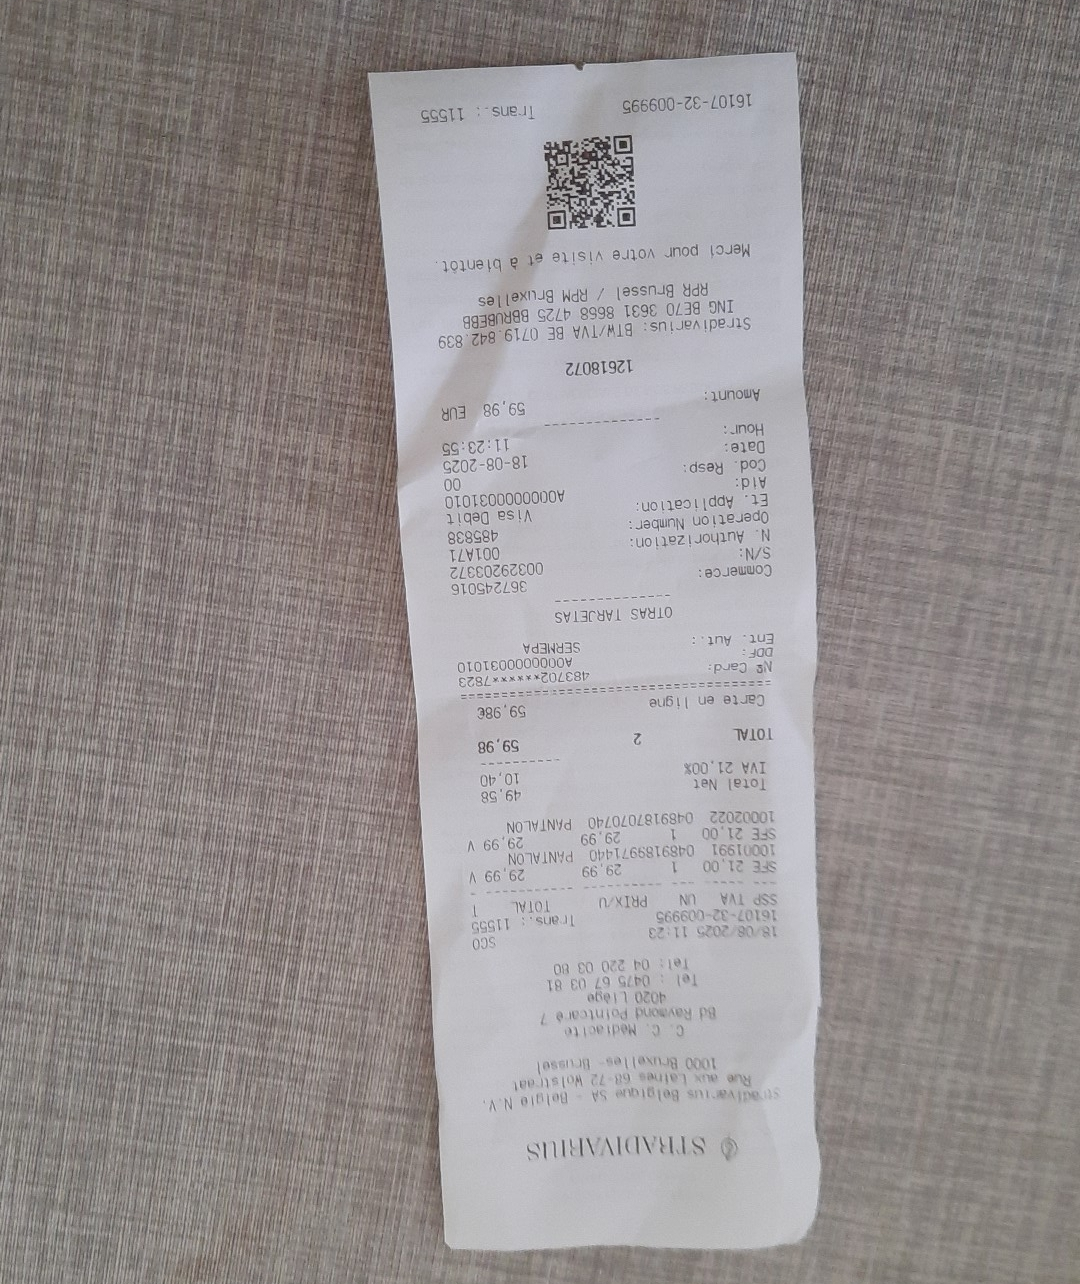 STRADIVARIUS
Stradivarius Belgique SA - België N.V.
Rue aux Laines 68-72 Wolstraat
1000 Bruxelles- Brussel
C. C. Médiacité
Bd Raymond Poincaré 7
4020 Liège
Tel : 0475 67 03 81
Tel : 04 220 03 80
18/08/2025 11:23 SCO
16107-32-009995 Trans.: 11555
SSP TVA UN PRIX/U TOTAL T
--- ---- --- -------- ---------- -
SFE 21,00 1 29,99 29,99 V
10001991 0489189971440 PANTALON
SFE 21,00 1 29,99 29,99 V
10002022 0489187070740 PANTALON
Total Net 49,58
IVA 21,00% 10,40
----------
TOTAL 2 59,98
Carte en ligne 59,98€
========================================
Nº Card: 483702******7823
DDF: A0000000031010
Ent. Aut.: SERMEPA
OTRAS TARJETAS
---------------
Commerce: 367245016
S/N: 00329203372
N. Authorization: 001A71
Operation Number: 485838
Et. Application: Visa Debit
Aid: A0000000031010
Cod. Resp: 00
Date: 18-08-2025
Hour: 11:23:55
---------------
Amount: 59,98 EUR
12618072
Stradivarius: BTW/TVA BE 0719.842.839
ING BE70 3631 8668 4725 BBRUBEBB
RPR Brussel / RPM Bruxelles
Merci pour votre visite et à bientôt.
16107-32-009995 Trans.: 11555